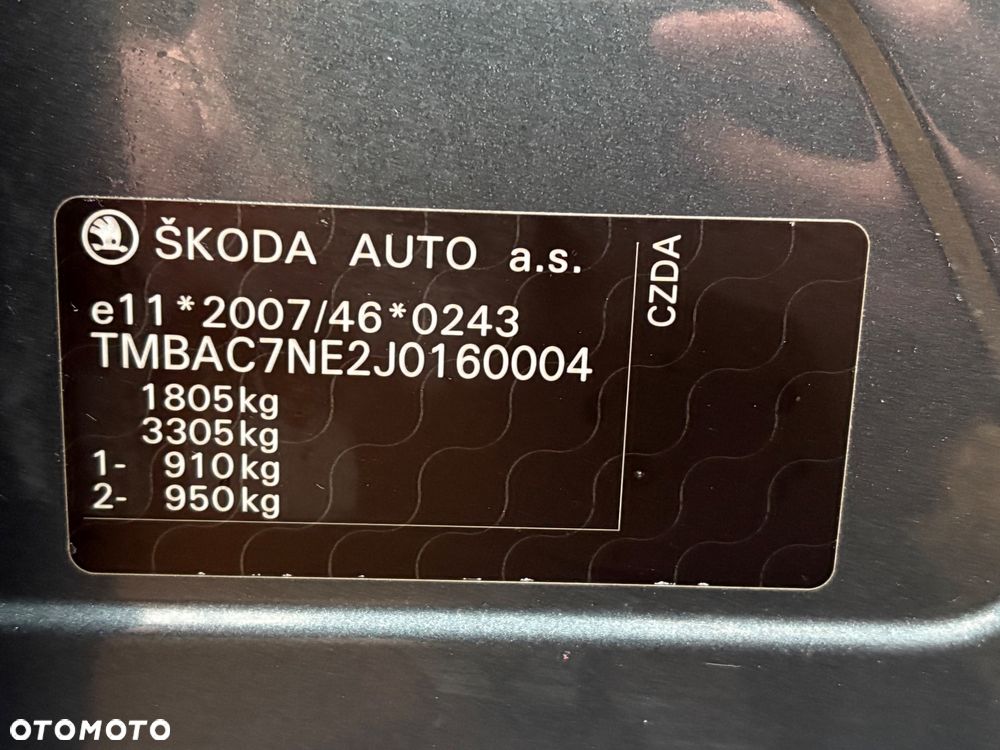 ŠKODA AUTO a.s.
e11*2007/46*0243
TMBAC7NE2J0160004
1805kg
3305kg
1- 910kg
2- 950kg
CZDA
OTOMOTO